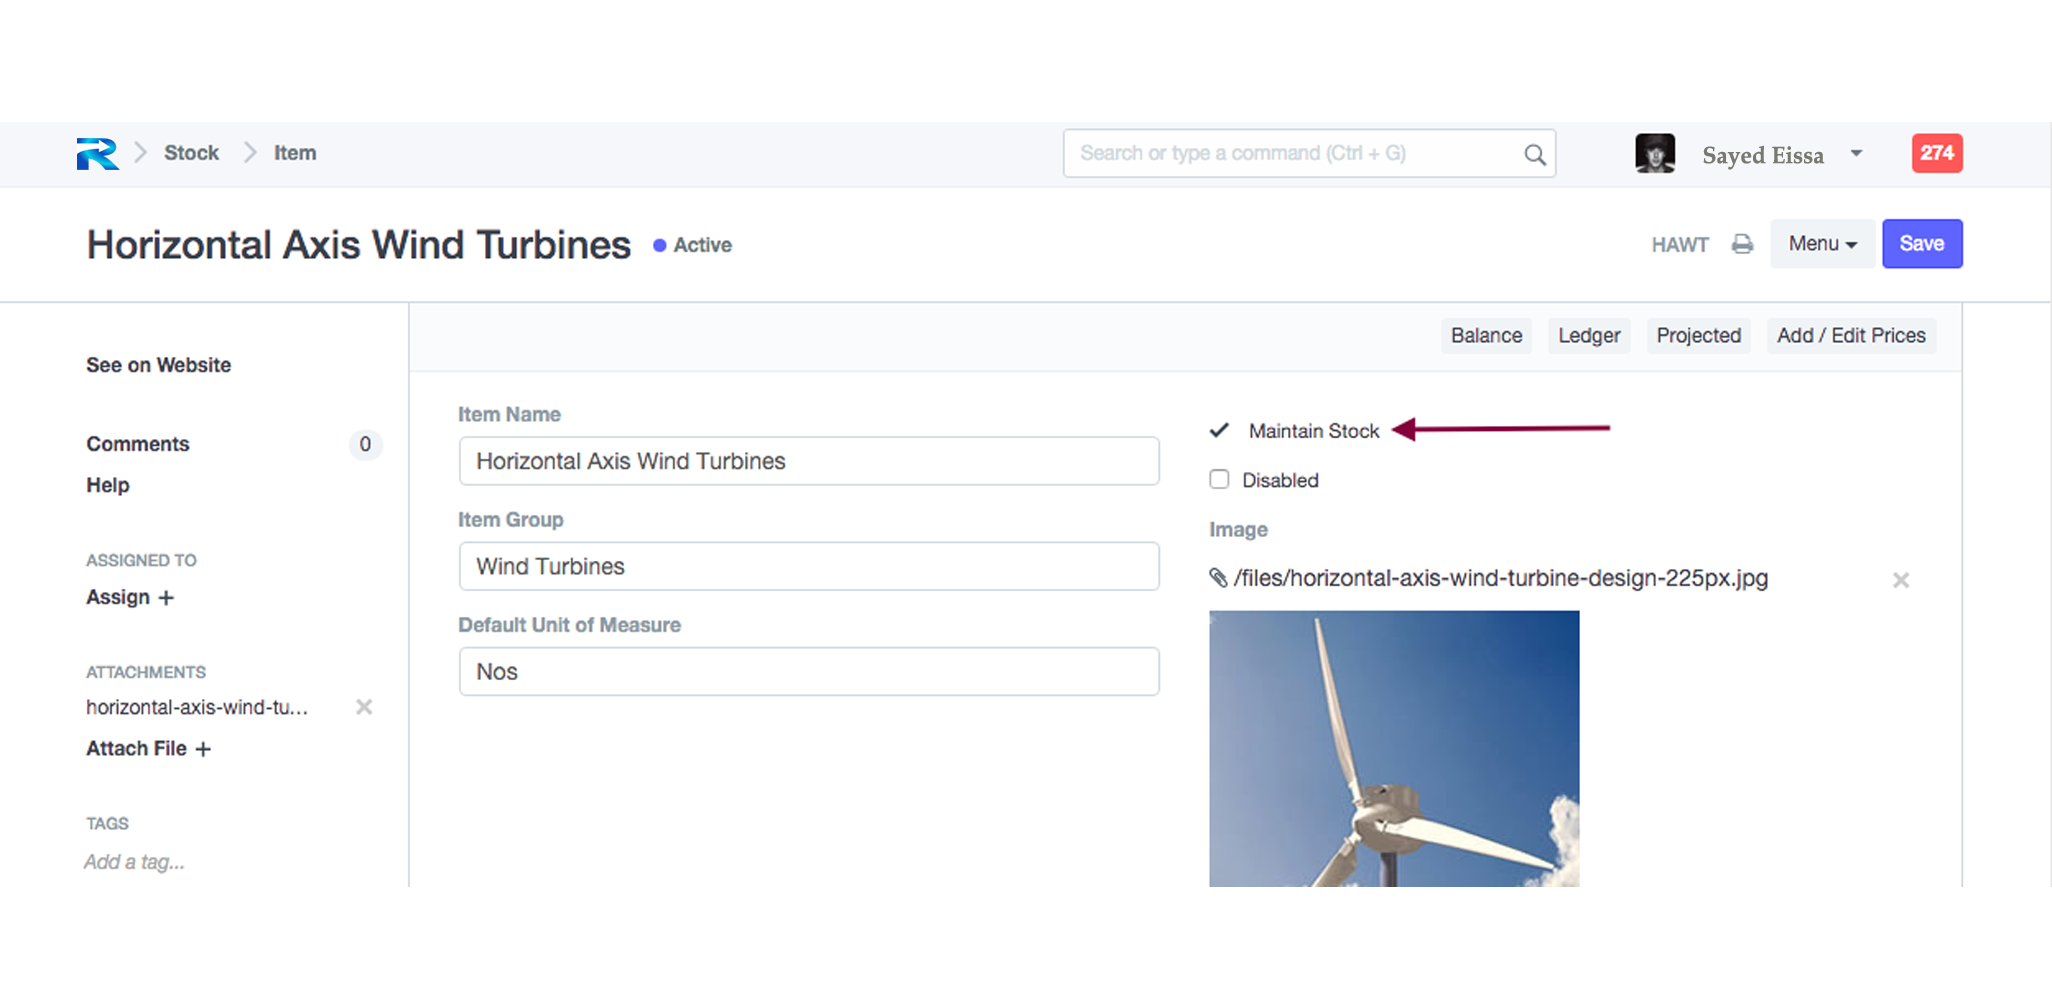 Stock
Item
Search or type a command (Ctrl + G)
Sayed Eissa
274
Horizontal Axis Wind Turbines
Active
HAWT
Menu
Save
Balance
Ledger
Projected
Add / Edit Prices
See on Website
Comments
0
Help
ASSIGNED TO
Assign +
ATTACHMENTS
horizontal-axis-wind-tu...
Attach File +
TAGS
Add a tag...
Item Name
Horizontal Axis Wind Turbines
Item Group
Wind Turbines
Default Unit of Measure
Nos
Maintain Stock
Disabled
Image
/files/horizontal-axis-wind-turbine-design-225px.jpg